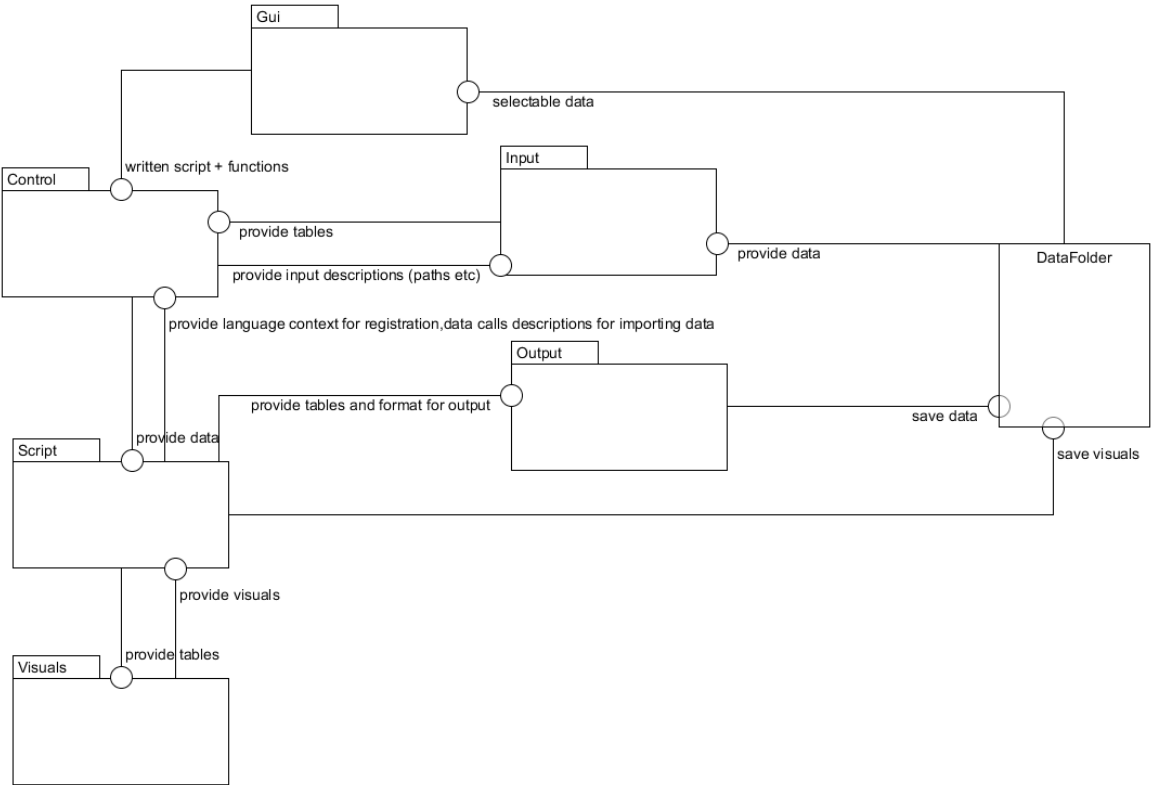 Gui
selectable data
written script + functions
Input
Control
provide tables
provide data
DataFolder
provide input descriptions (paths etc)
provide language context for registration,data calls descriptions for importing data
Output
provide tables and format for output
save data
provide data
Script
save visuals
provide visuals
provide tables
Visuals